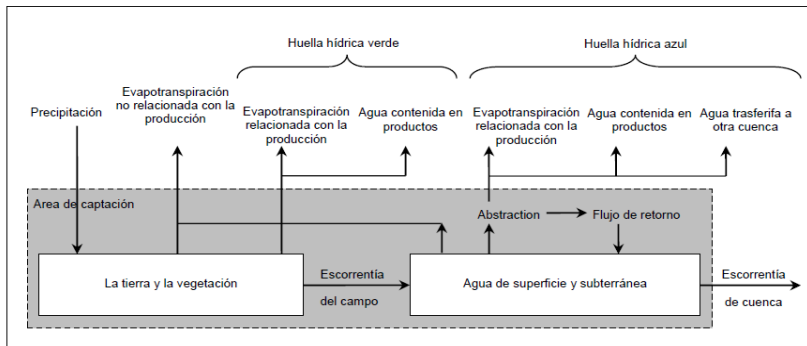 Huella hídrica verde
Huella hídrica azul
Precipitación
Evapotranspiración
no relacionada con la
producción
Evapotranspiración
relacionada con la
producción
Agua contenida en
productos
Evapotranspiración
relacionada con la
producción
Agua contenida en
productos
Agua trasferifa a
otra cuenca
Area de captación
Abstraction
Flujo de retorno
La tierra y la vegetación
Escorrentía
del campo
Agua de superficie y subterránea
Escorrentía
de cuenca